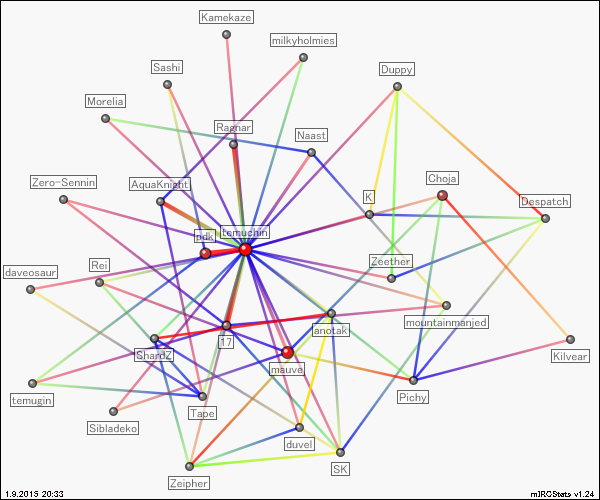 Kamekaze
milkyholmies
Sashi
Duppy
Morelia
Ragnar
Naast
Choja
Zero-Sennin
AquaKnight
K
Despatch
temuchin
pdk
Zeether
Rei
daveosaur
mountainmanjed
anotak
17
ShardZ
Kilvear
mauve
temugin
Pichy
Tape
Sibladeko
duvel
SK
Zeipher
1.9.2015 20:33
mIRCStats v1.24